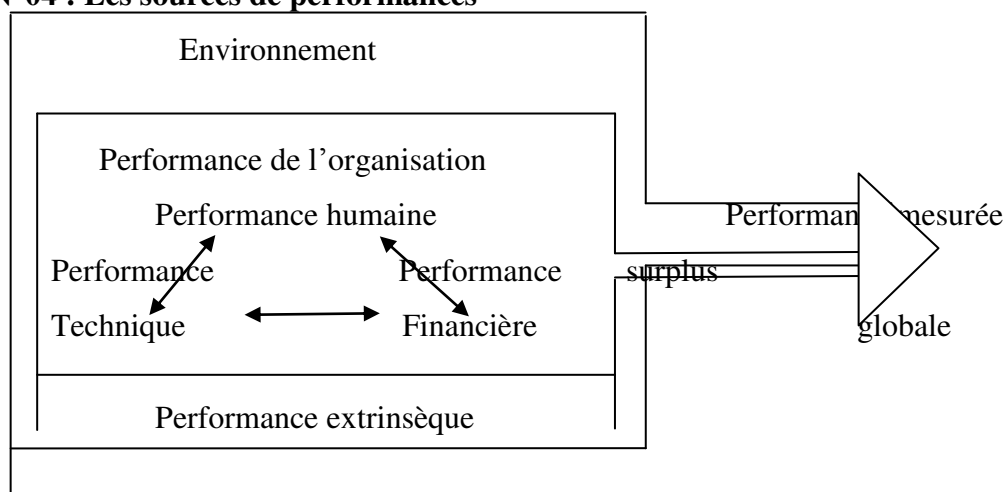 N°04 : Les sources de performances
Environnement
Performance de l'organisation
Performance humaine
mesurée
Performance
Performance
surplus
Technique
Financière
globale
Performance extrinsèque